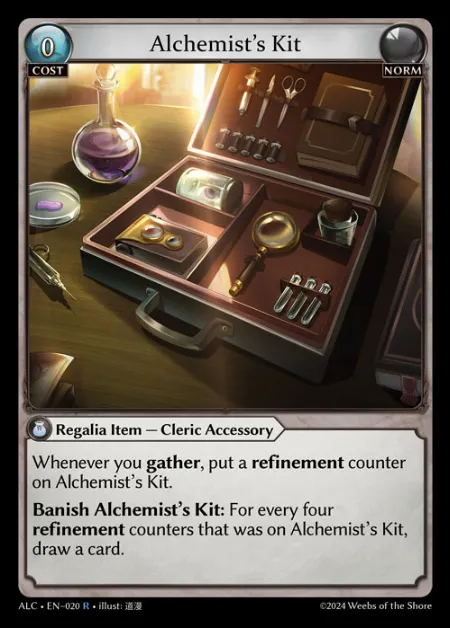 Alchemist's Kit
0
COST
NORM
Regalia Item — Cleric Accessory
Whenever you gather, put a refinement counter
on Alchemist's Kit.
Banish Alchemist's Kit: For every four
refinement counters that was on Alchemist's Kit,
draw a card.
ALC • EN-020 R • illust: 道漫
©2024 Weebs of the Shore